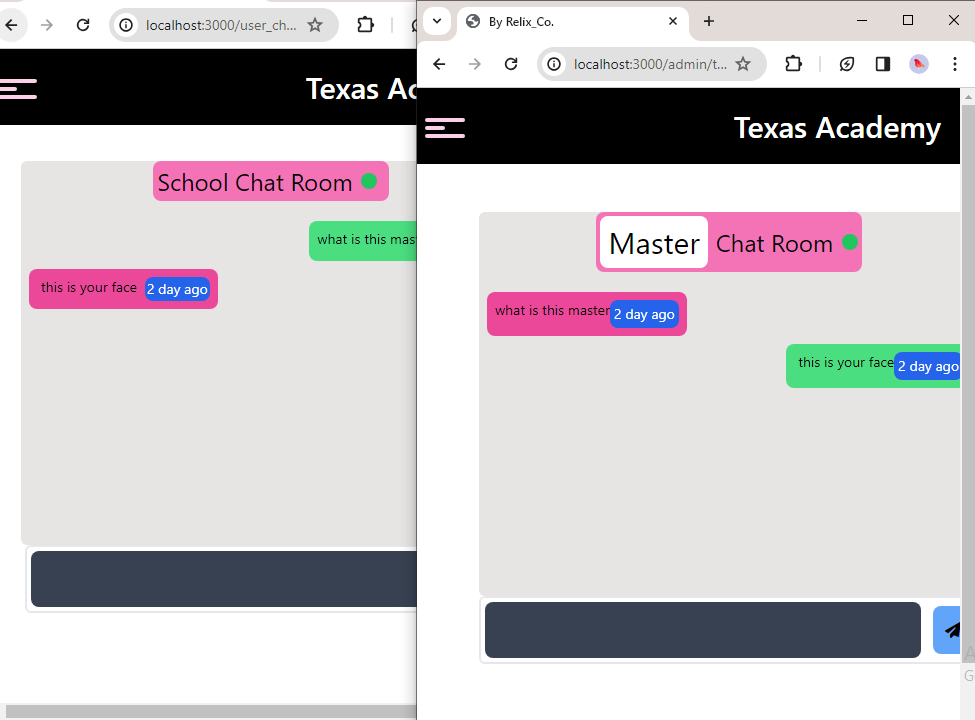 localhost:3000/user_ch...
Texas Ac
School Chat Room
what is this mas
this is your face 2 day ago
By Relix_Co.
localhost:3000/admin/t...
Texas Academy
Master Chat Room
what is this master 2 day ago
this is your face 2 day ago
A
G